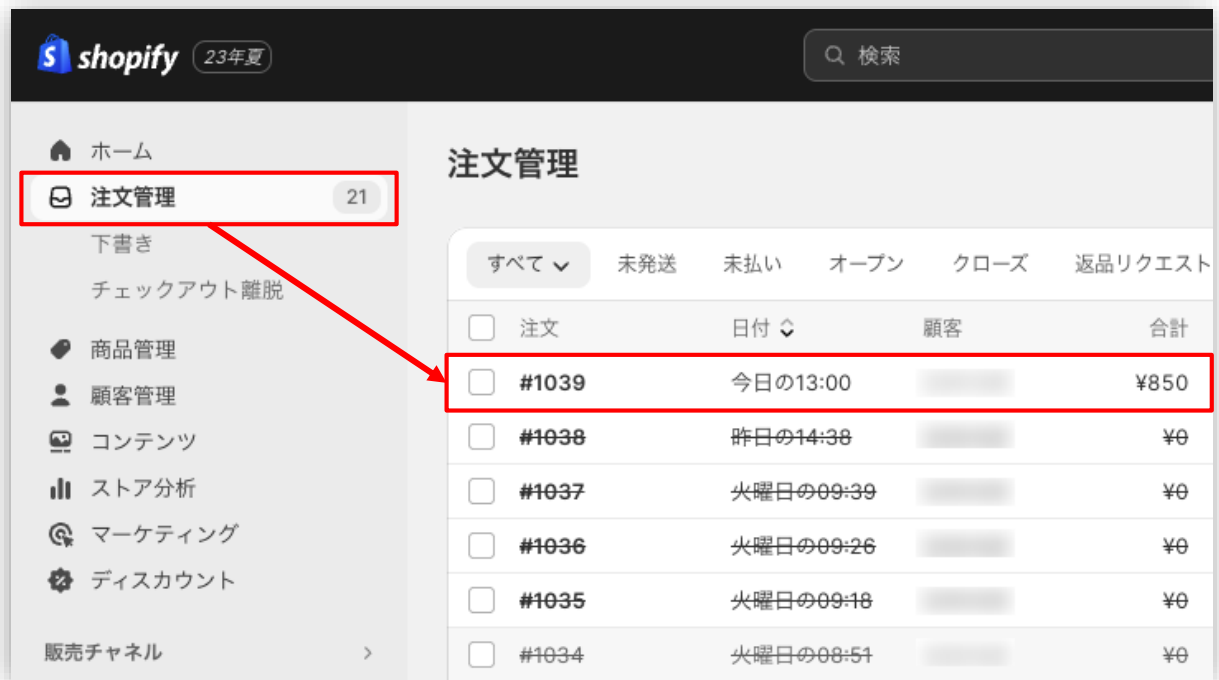 shopify 23年夏 検索
ホーム
注文管理 21
下書き
チェックアウト離脱
商品管理
顧客管理
コンテンツ
ストア分析
マーケティング
ディスカウント
販売チャネル
注文管理
すべて 未発送 未払い オープン クローズ 返品リクエスト
注文 日付 顧客 合計
#1039 今日の13:00 ¥850
#1038 昨日の14:38 ¥0
#1037 火曜日の09:39 ¥0
#1036 火曜日の09:26 ¥0
#1035 火曜日の09:18 ¥0
#1034 火曜日の08:51 ¥0